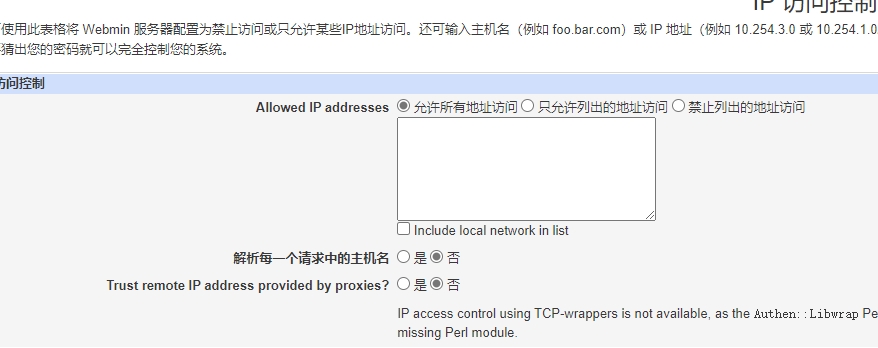 IP 访问控制
使用此表格将 Webmin 服务器配置为禁止访问或只允许某些IP地址访问。还可输入主机名（例如 foo.bar.com）或 IP 地址（例如 10.254.3.0 或 10.254.1.0
猜出您的密码就可以完全控制您的系统。
访问控制
Allowed IP addresses 允许所有地址访问 只允许列出的地址访问 禁止列出的地址访问
Include local network in list
解析每一个请求中的主机名 是 否
Trust remote IP address provided by proxies? 是 否
IP access control using TCP-wrappers is not available, as the Authen::Libwrap Pe
missing Perl module.